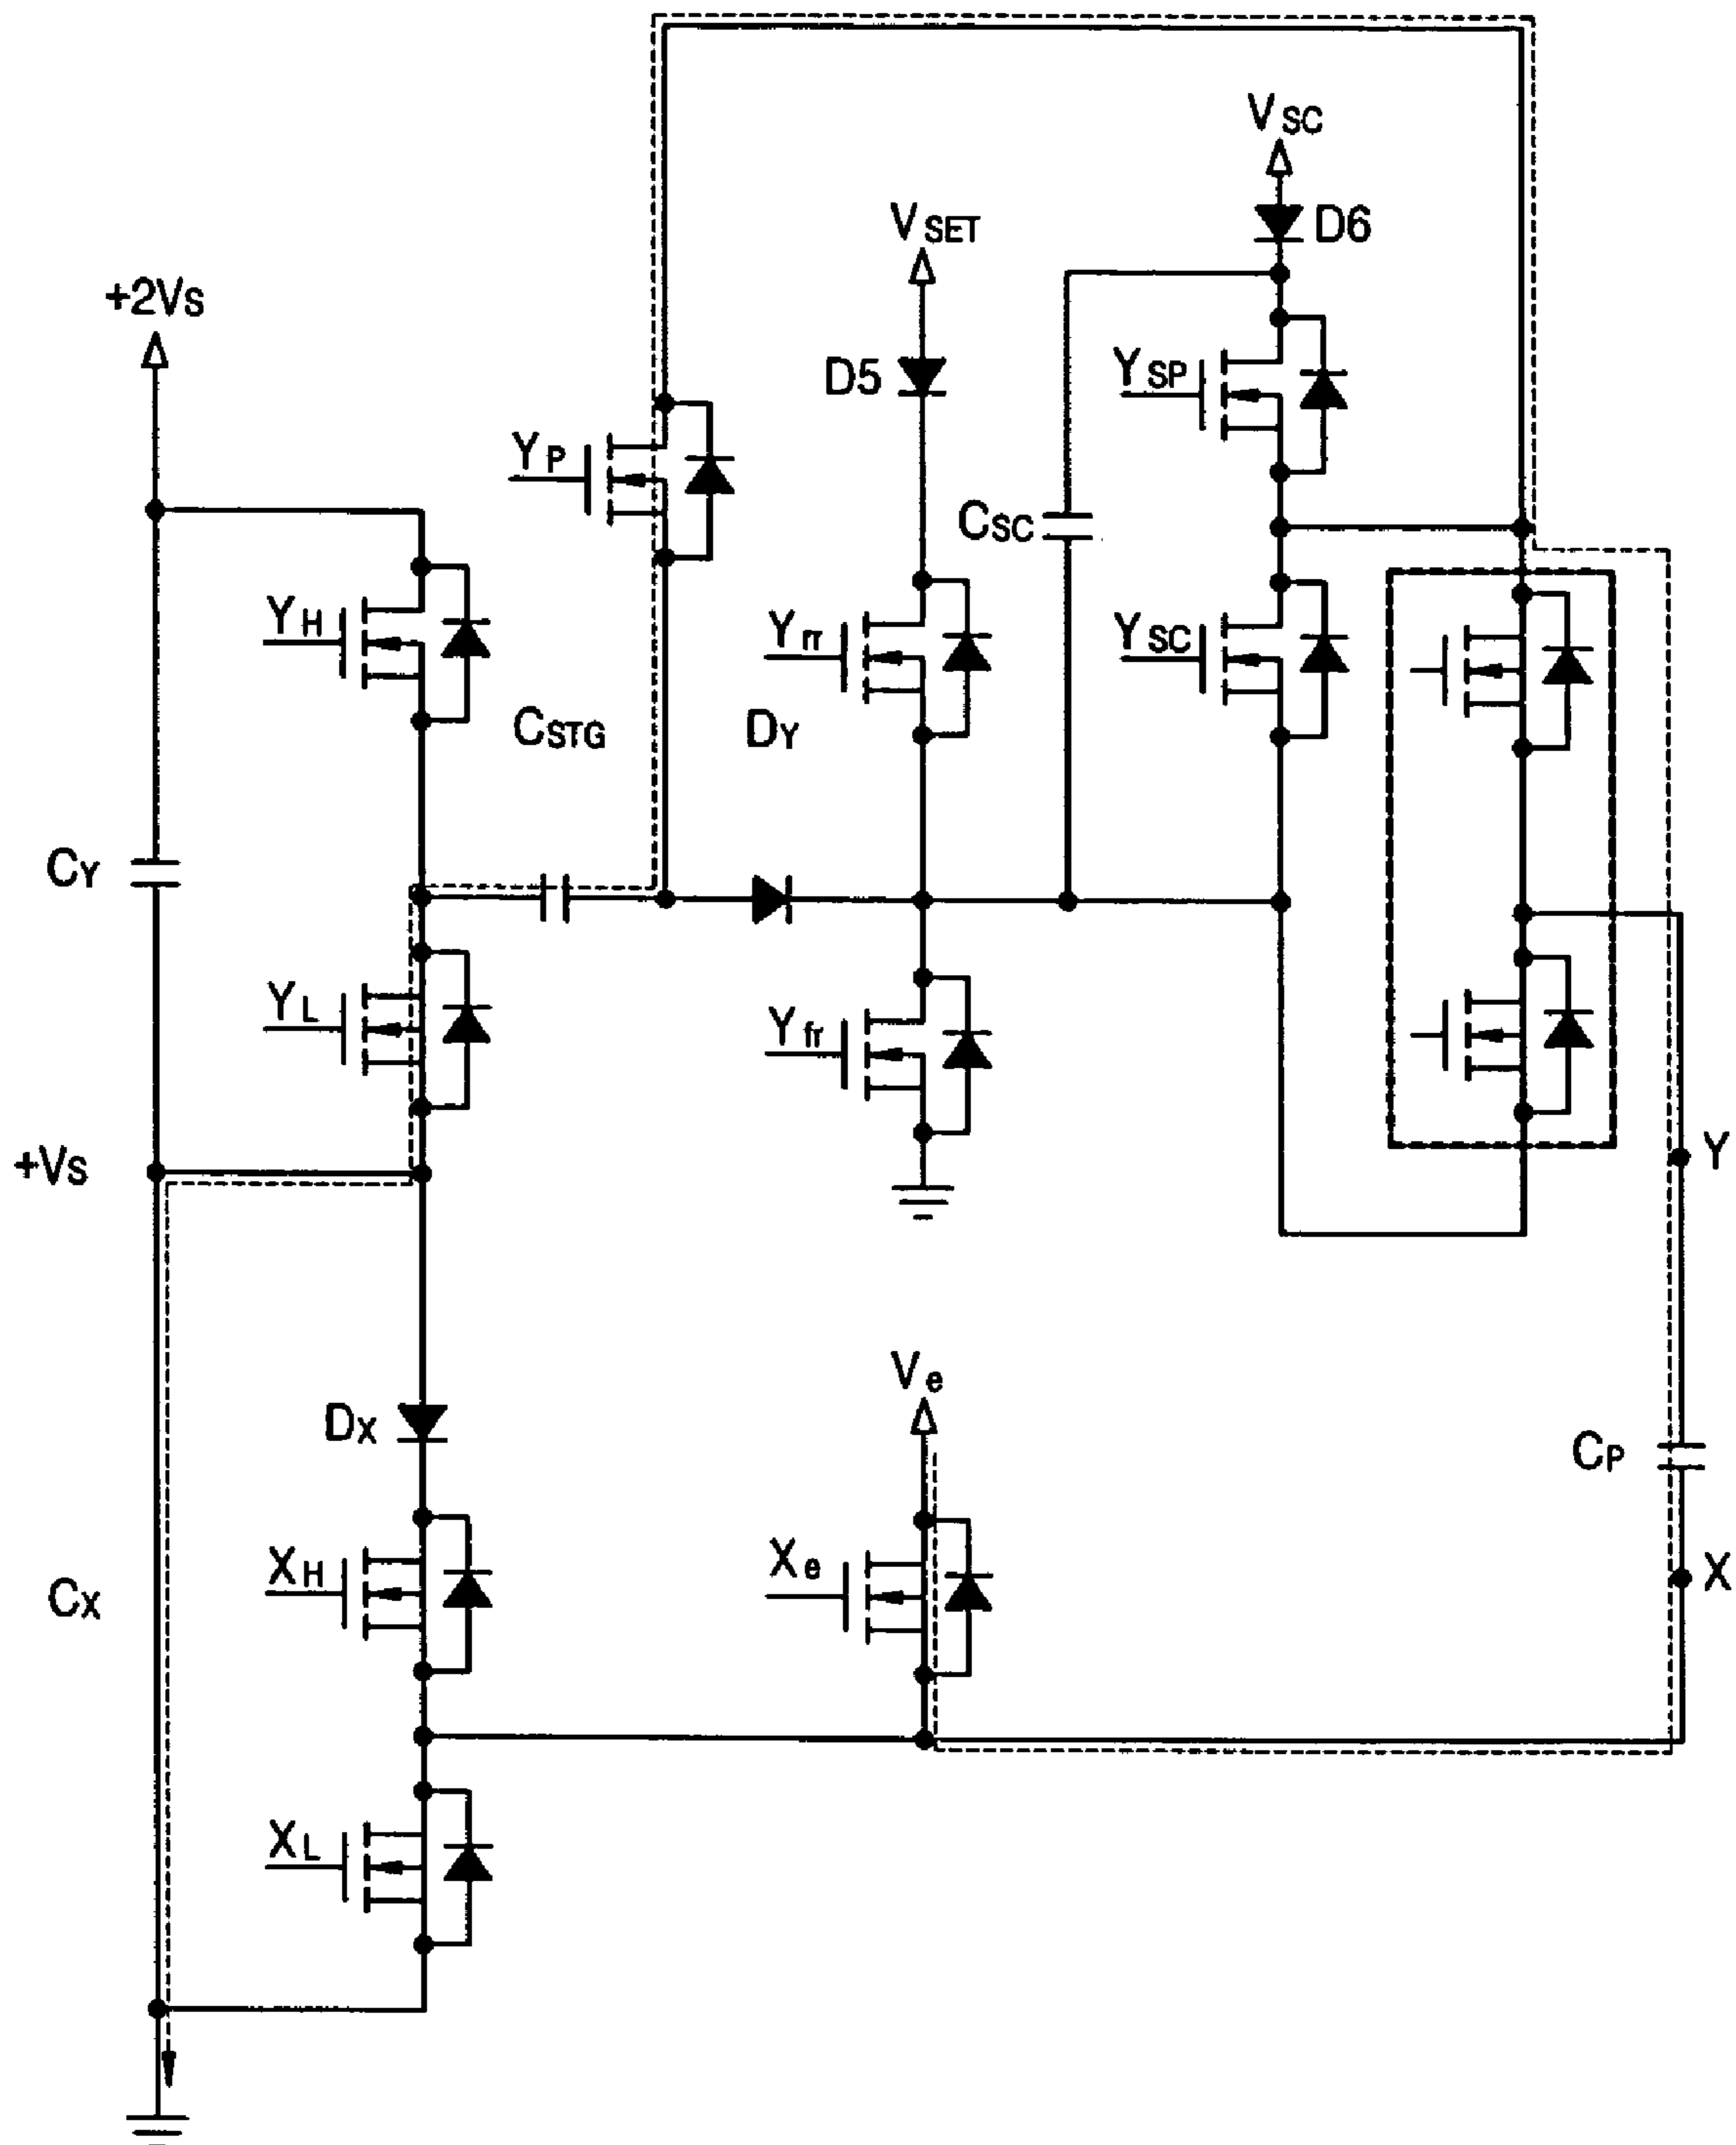 VSC
D6
VSET
+2Vs
D5
YSP
YP
CSC
YH
Yrr
YSC
CSTG
DY
CY
YL
Yfr
+Vs
Y
Ve
DX
CP
XH
Xe
X
CX
XL